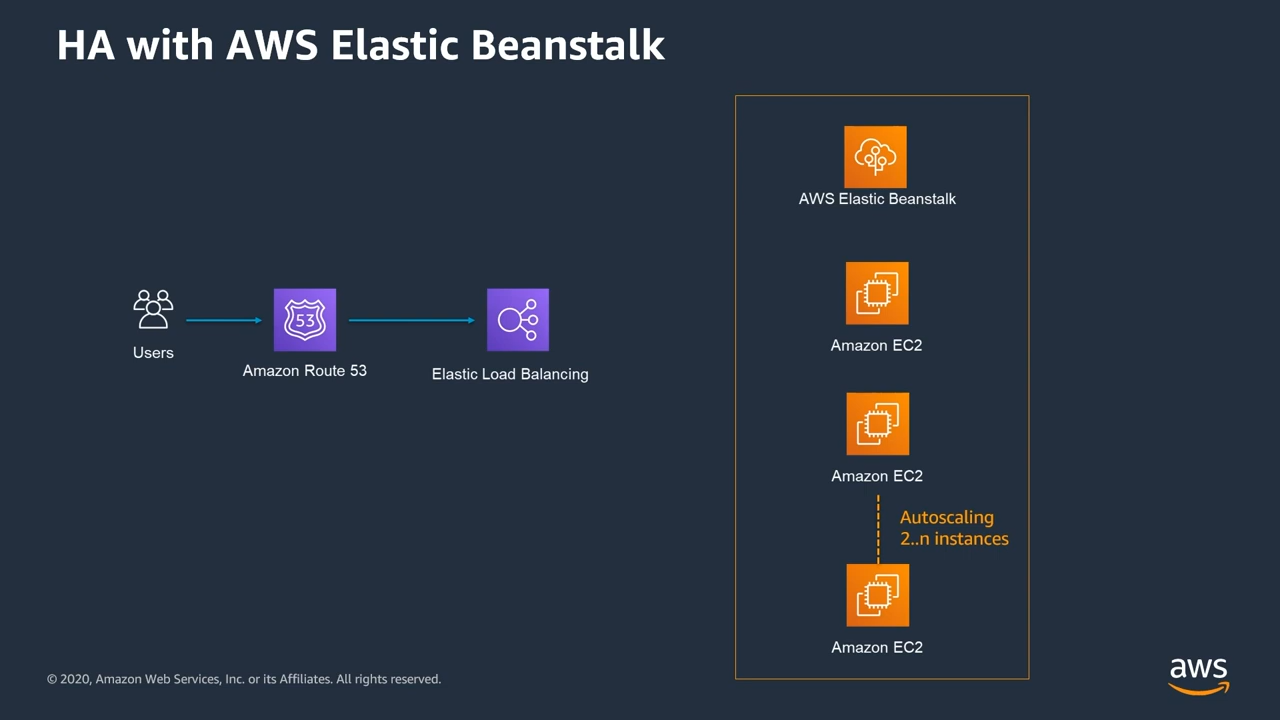 HA with AWS Elastic Beanstalk
AWS Elastic Beanstalk
Users
53
Amazon Route 53
Elastic Load Balancing
Amazon EC2
Amazon EC2
Autoscaling
2..n instances
Amazon EC2
© 2020, Amazon Web Services, Inc. or its Affiliates. All rights reserved.
aws